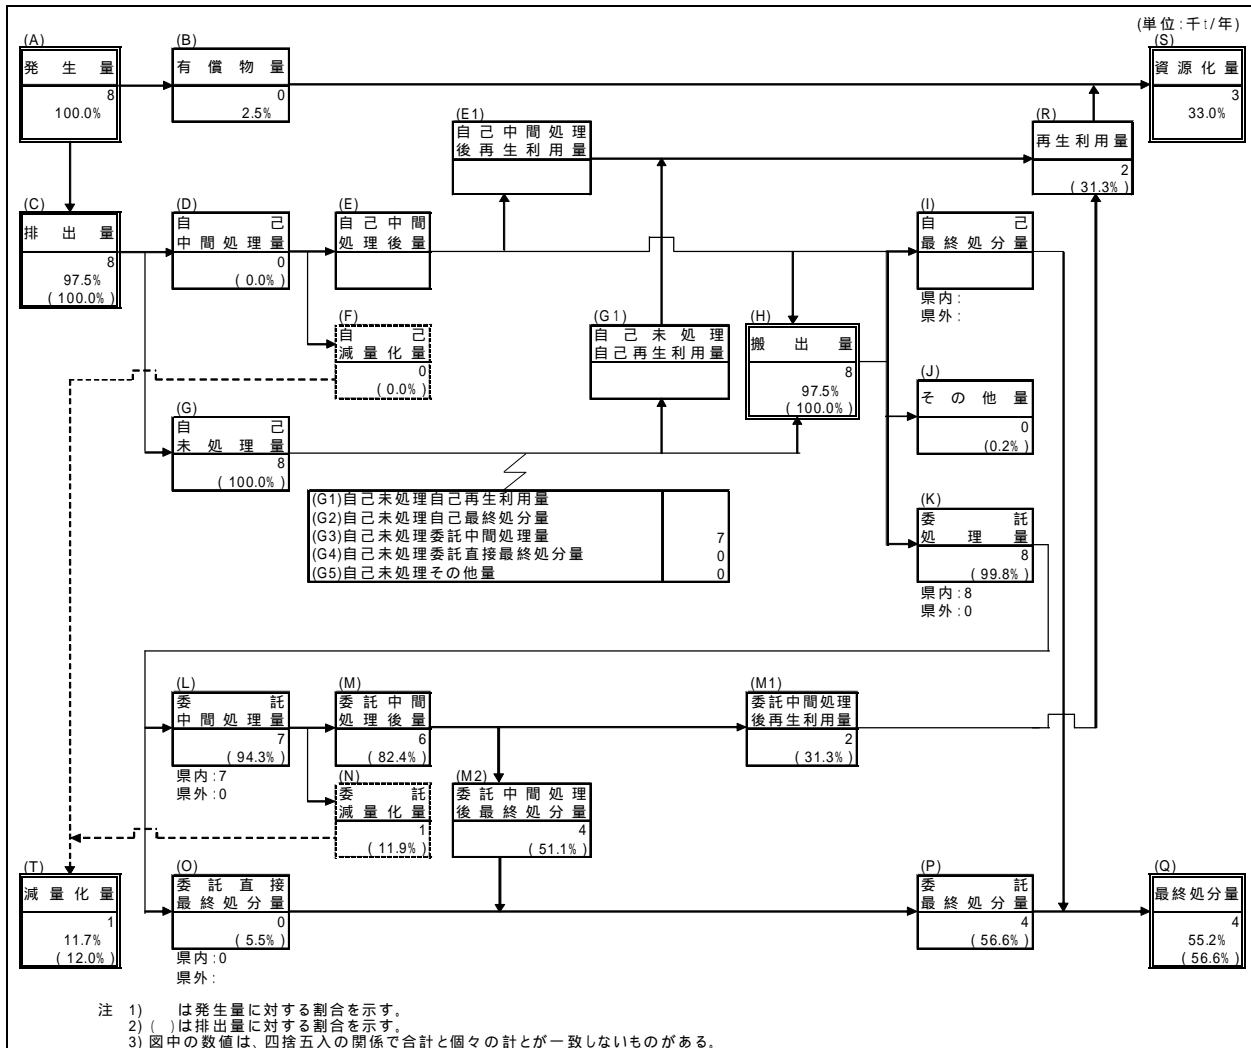 (単位:千t/年)
(A)
発生量
8
100.0%
(B)
有償物量
0
2.5%
(S)
資源化量
3
33.0%
(E1)
自己中間処理
後再生利用量
(R)
再生利用量
2
(31.3%)
(C)
排出量
8
97.5%
(100.0%)
(D)
自己
中間処理量
0
(0.0%)
(E)
自己中間
処理後量
(I)
自己
最終処分量
県内:
県外:
(F)
自己
減量化量
0
(0.0%)
(G1)
自己未処理
自己再生利用量
(H)
搬出量
8
97.5%
(100.0%)
(J)
その他量
0
(0.2%)
(G)
自己
未処理量
8
(100.0%)
(G1)自己未処理自己再生利用量
(G2)自己未処理自己最終処分量
(G3)自己未処理委託中間処理量 7
(G4)自己未処理委託直接最終処分量 0
(G5)自己未処理その他量 0
(K)
委託
処理量
8
(99.8%)
県内:8
県外:0
(L)
委託
中間処理量
7
(94.3%)
県内:7
県外:0
(M)
委託中間
処理後量
6
(82.4%)
(M1)
委託中間処理
後再生利用量
2
(31.3%)
(N)
委託
減量化量
1
(11.9%)
(M2)
委託中間処理
後最終処分量
4
(51.1%)
(T)
減量化量
1
11.7%
(12.0%)
(O)
委託直接
最終処分量
0
(5.5%)
県内:0
県外:
(P)
委託
最終処分量
4
(56.6%)
(Q)
最終処分量
4
55.2%
(56.6%)
注 1) は発生量に対する割合を示す。
2) ( )は排出量に対する割合を示す。
3) 図中の数値は、四捨五入の関係で合計と個々の計とが一致しないものがある。